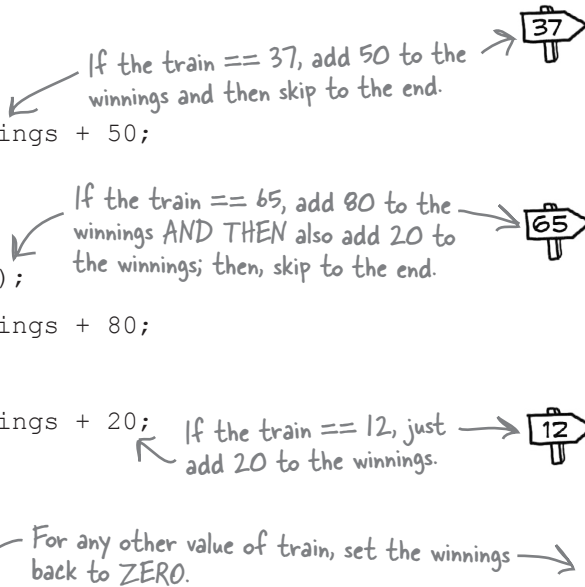 37
If the train == 37, add 50 to the
winnings and then skip to the end.
ings + 50;
If the train == 65, add 80 to the
winnings AND THEN also add 20 to
the winnings; then, skip to the end.
65
);
ings + 80;
ings + 20;
If the train == 12, just
add 20 to the winnings.
12
For any other value of train, set the winnings
back to ZERO.